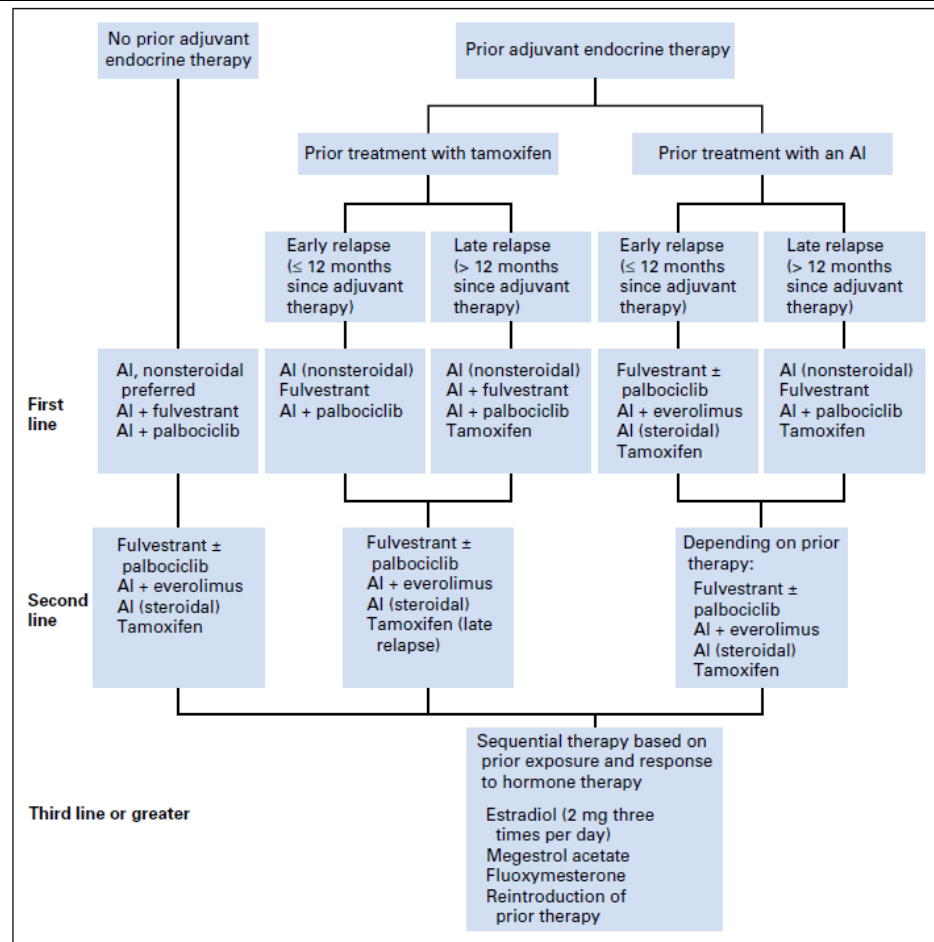 No prior adjuvant
endocrine therapy
Prior adjuvant endocrine therapy
Prior treatment with tamoxifen
Prior treatment with an AI
Early relapse
(≤ 12 months
since adjuvant
therapy)
Late relapse
(> 12 months
since adjuvant
therapy)
Early relapse
(≤ 12 months
since adjuvant
therapy)
Late relapse
(> 12 months
since adjuvant
therapy)
First
line
AI, nonsteroidal
preferred
AI + fulvestrant
AI + palbociclib
AI (nonsteroidal)
Fulvestrant
AI + palbociclib
AI (nonsteroidal)
AI + fulvestrant
AI + palbociclib
Tamoxifen
Fulvestrant ±
palbociclib
AI + everolimus
AI (steroidal)
Tamoxifen
AI (nonsteroidal)
Fulvestrant
AI + palbociclib
Tamoxifen
Second
line
Fulvestrant ±
palbociclib
AI + everolimus
AI (steroidal)
Tamoxifen
Fulvestrant ±
palbociclib
AI + everolimus
AI (steroidal)
Tamoxifen (late
relapse)
Depending on prior
therapy:
Fulvestrant ±
palbociclib
AI + everolimus
AI (steroidal)
Tamoxifen
Third line or greater
Sequential therapy based on
prior exposure and response
to hormone therapy
Estradiol (2 mg three
times per day)
Megestrol acetate
Fluoxymesterone
Reintroduction of
prior therapy